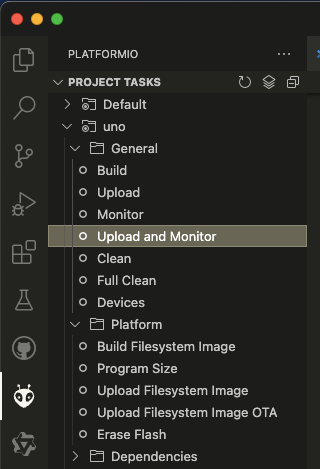 PLATFORMIO
PROJECT TASKS
Default
uno
General
Build
Upload
Monitor
Upload and Monitor
Clean
Full Clean
Devices
Platform
Build Filesystem Image
Program Size
Upload Filesystem Image
Upload Filesystem Image OTA
Erase Flash
Dependencies